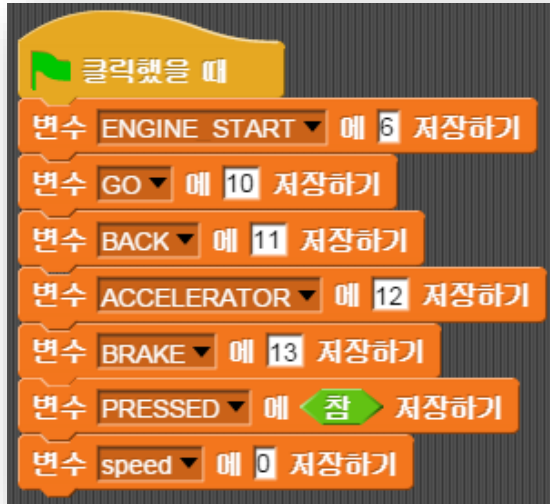 클릭했을 때
변수 ENGINE START 에 6 저장하기
변수 GO 에 10 저장하기
변수 BACK 에 11 저장하기
변수 ACCELERATOR 에 12 저장하기
변수 BRAKE 에 13 저장하기
변수 PRESSED 에 참 저장하기
변수 speed 에 0 저장하기